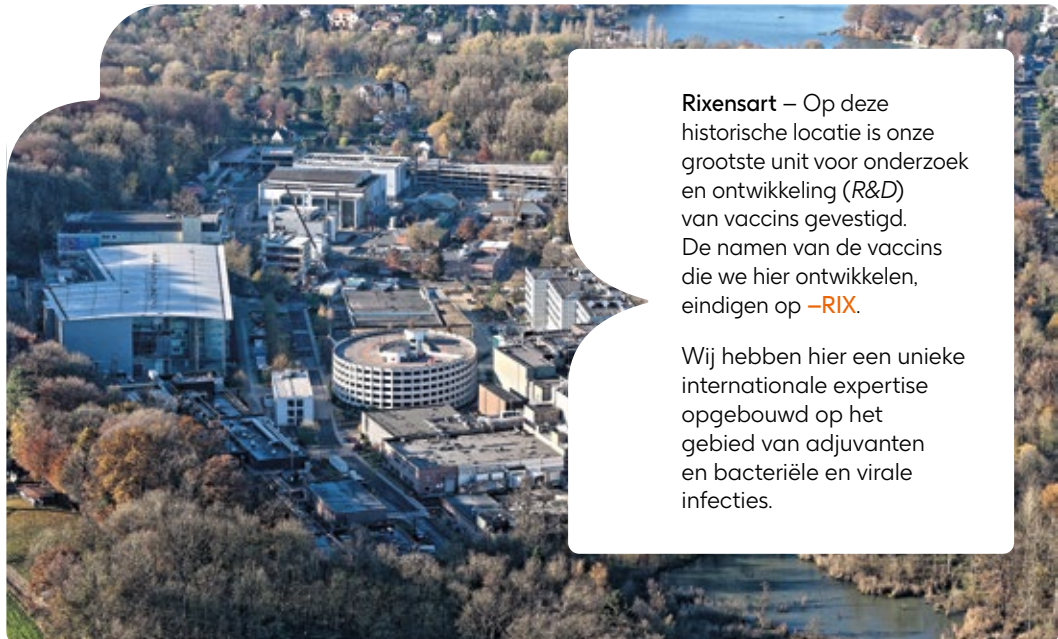 Rixensart – Op deze
historische locatie is onze
grootste unit voor onderzoek
en ontwikkeling (R&D)
van vaccins gevestigd.
De namen van de vaccins
die we hier ontwikkelen,
eindigen op –RIX.
Wij hebben hier een unieke
internationale expertise
opgebouwd op het
gebied van adjuvanten
en bacteriële en virale
infecties.